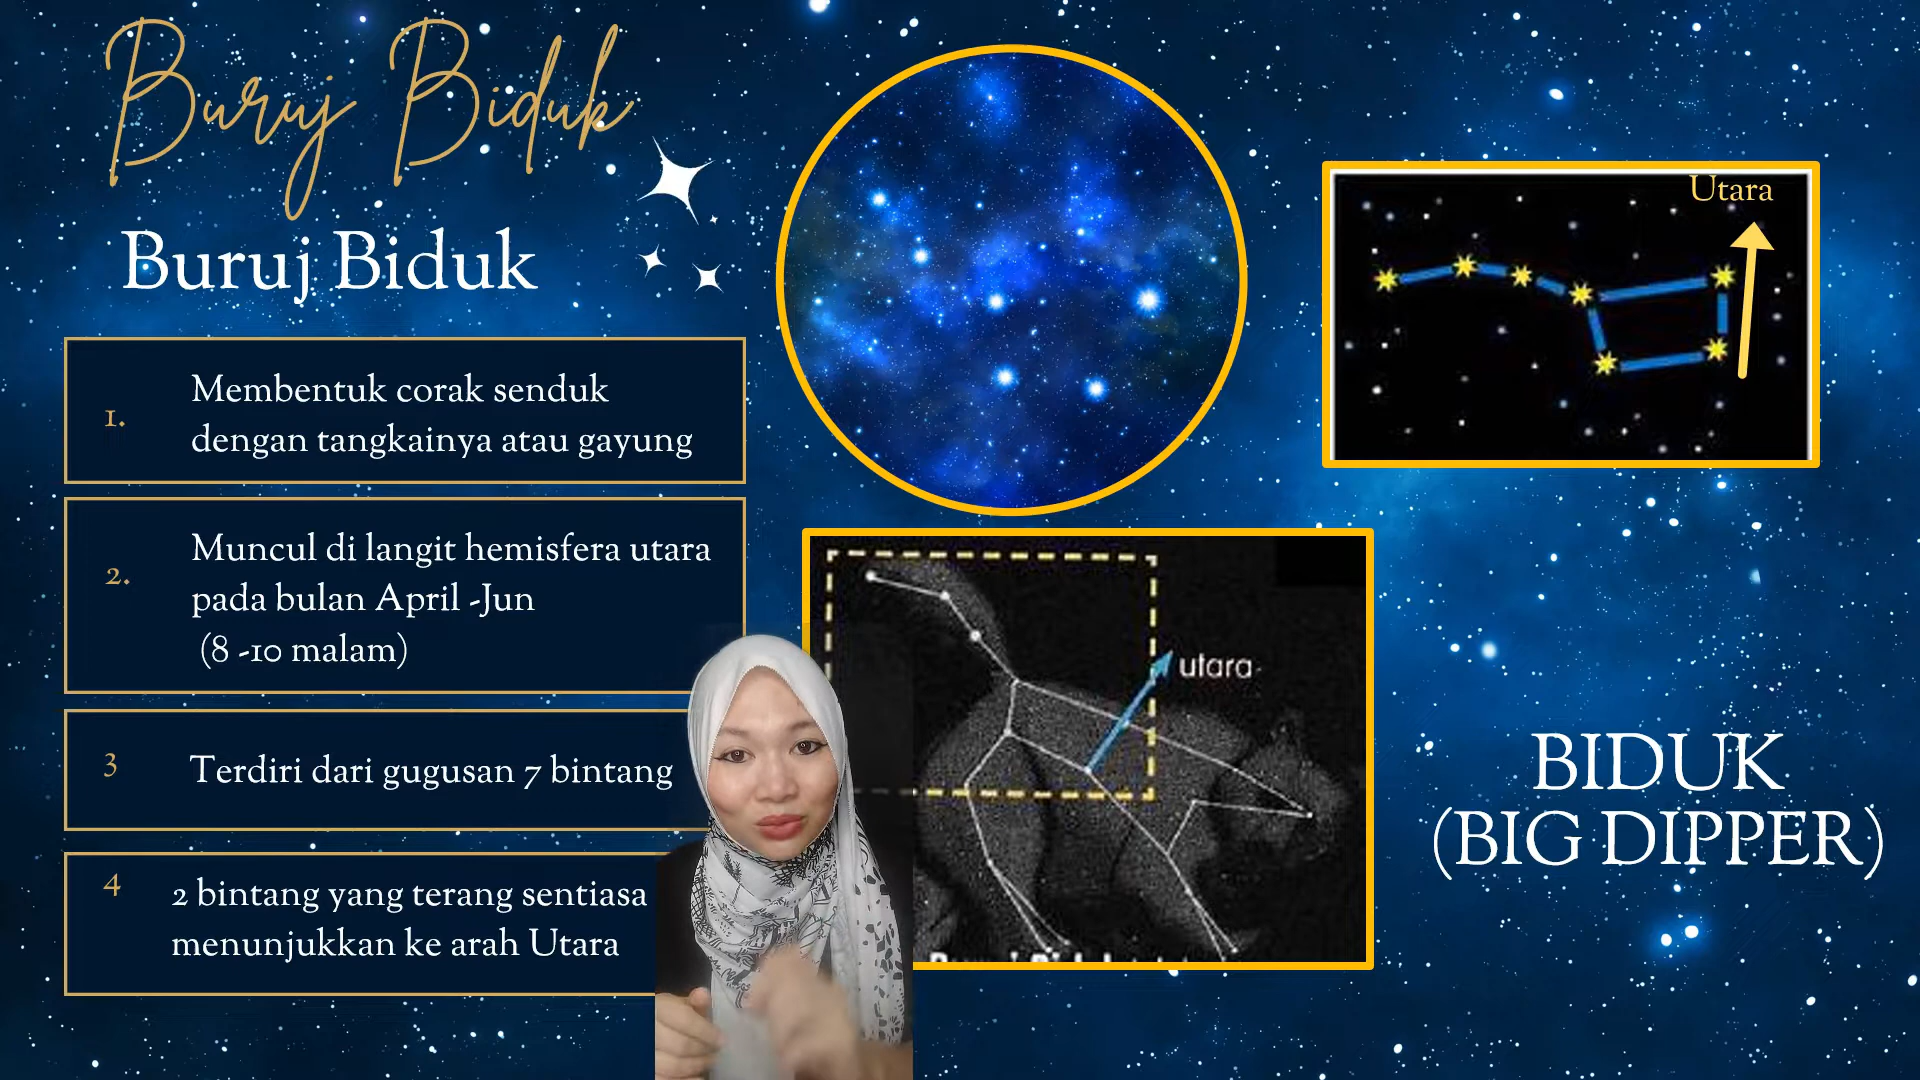 Buruj Biduk
Buruj Biduk
1.
Membentuk corak senduk
dengan tangkainya atau gayung
2.
Muncul di langit hemisfera utara
pada bulan April -Jun
(8 -10 malam)
3
Terdiri dari gugusan 7 bintang
4
2 bintang yang terang sentiasa
menunjukkan ke arah Utara
Utara
utara
BIDUK
(BIG DIPPER)